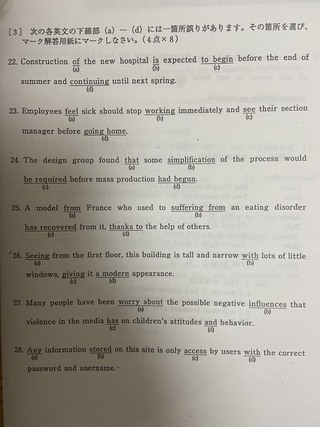 ［3］ 次の各英文の下線部 (a) ～ (d) には一箇所誤りがあります。その箇所を選び、
マーク解答用紙にマークしなさい。（4点×8）
22. Construction of the new hospital is expected to begin before the end of
(a) (b) (c)
summer and continuing until next spring.
(d)
23. Employees feel sick should stop working immediately and see their section
(a) (b) (c)
manager before going home.
(d)
24. The design group found that some simplification of the process would
(a) (b)
be required before mass production had begun.
(c) (d)
25. A model from France who used to suffering from an eating disorder
(a) (b)
has recovered from it, thanks to the help of others.
(c) (d)
26. Seeing from the first floor, this building is tall and narrow with lots of little
(a) (b)
windows, giving it a modern appearance.
(c) (d)
27. Many people have been worry about the possible negative influences that
(a) (b)
violence in the media has on children's attitudes and behavior.
(c) (d)
28. Any information stored on this site is only access by users with the correct
(a) (b) (c) (d)
password and username.